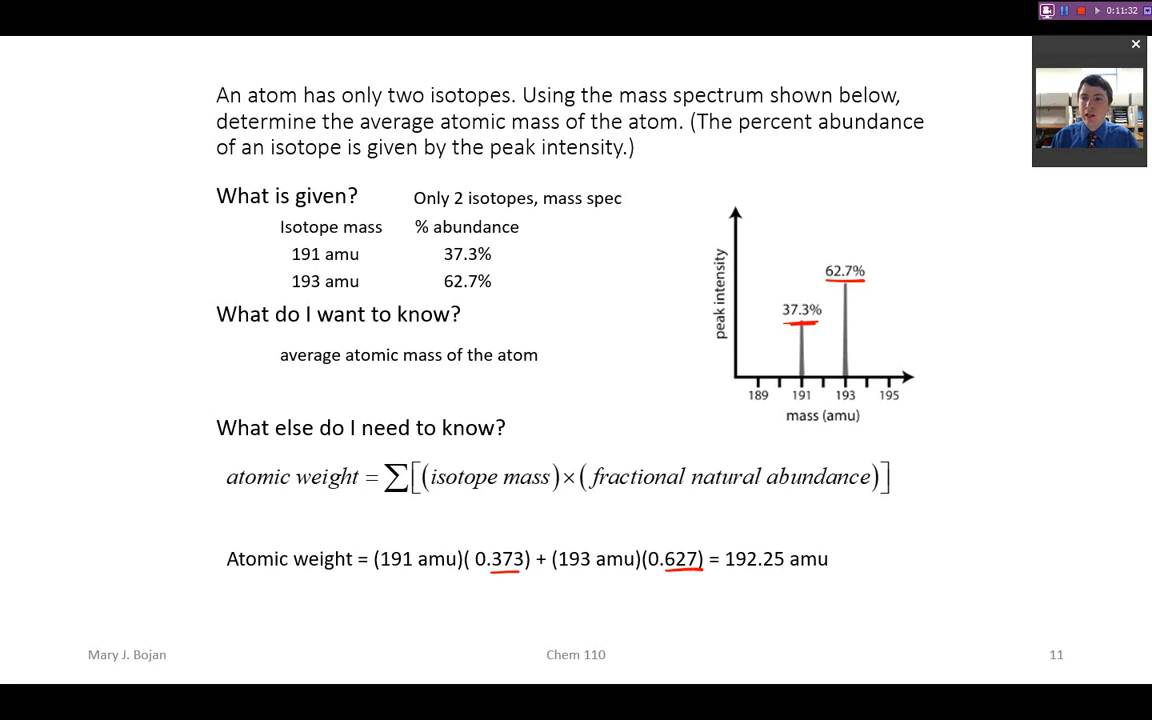 0:11:32
An atom has only two isotopes. Using the mass spectrum shown below,
determine the average atomic mass of the atom. (The percent abundance
of an isotope is given by the peak intensity.)
What is given? Only 2 isotopes, mass spec
Isotope mass % abundance
191 amu 37.3%
193 amu 62.7%
What do I want to know?
average atomic mass of the atom
peak intensity
62.7%
37.3%
189 191 193 195
mass (amu)
What else do I need to know?
atomic weight = ∑[(isotope mass)×(fractional natural abundance)]
Atomic weight = (191 amu)( 0.373) + (193 amu)(0.627) = 192.25 amu
Mary J. Bojan Chem 110 11